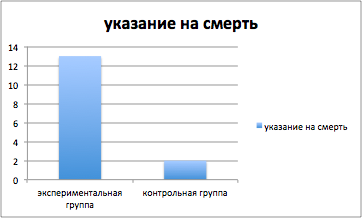 указание на смерть
14
12
10
8
6
4
2
0
экспериментальная
группа
контрольная группа
указание на смерть